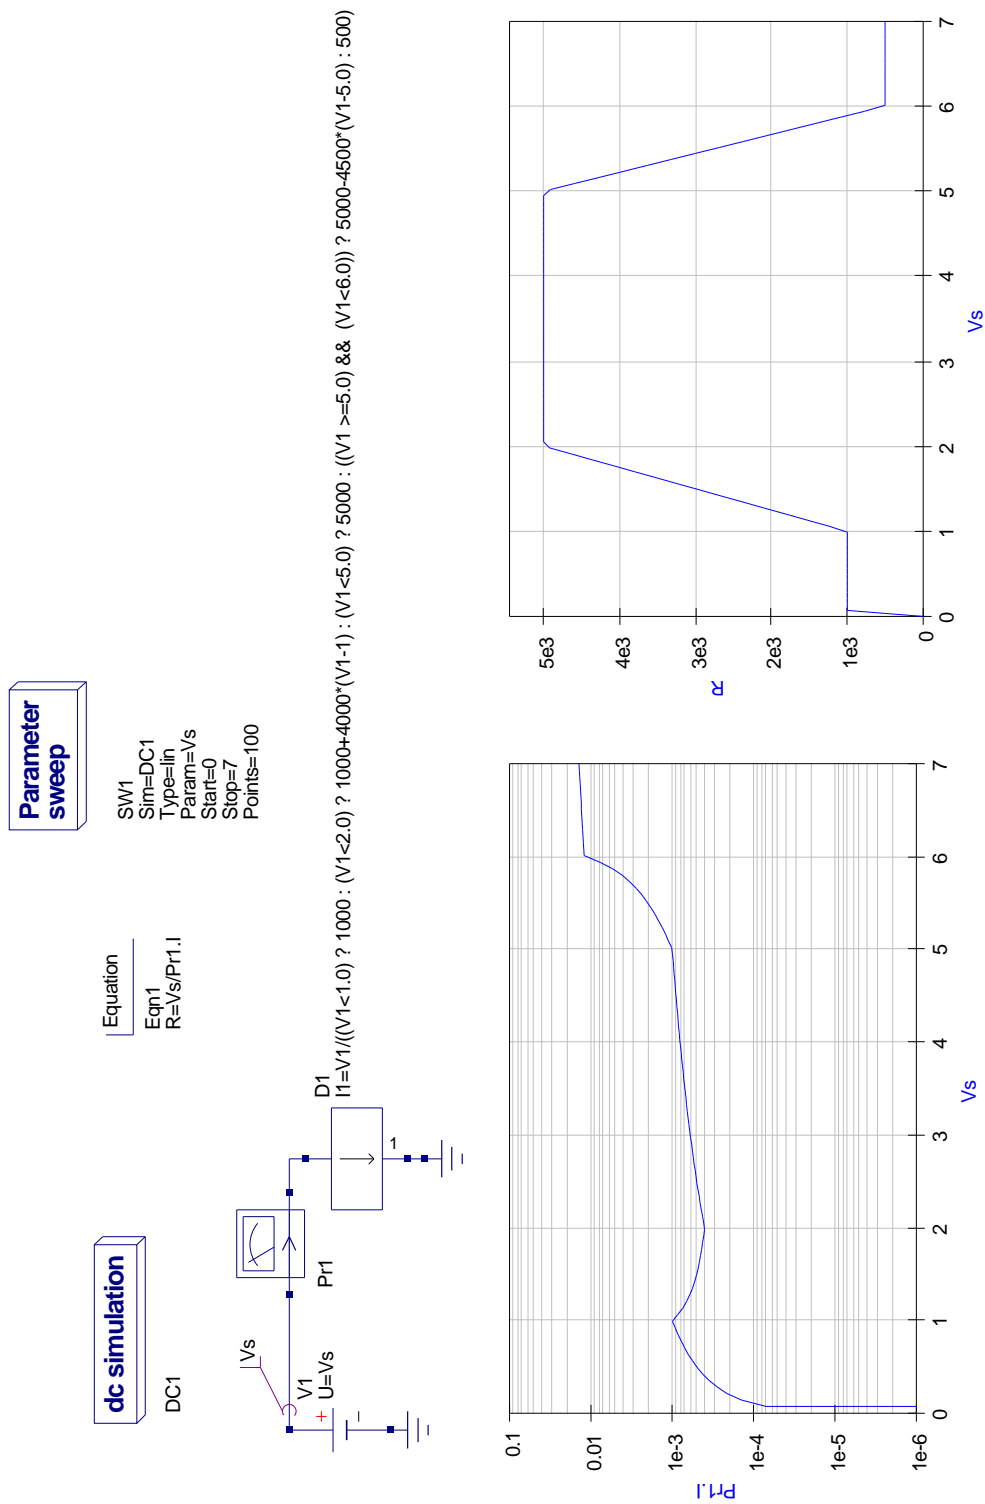 dc simulation
DC1
Equation
Eqn1
R=Vs/Pr1.I
Parameter
sweep
SW1
Sim=DC1
Type=lin
Param=Vs
Start=0
Stop=7
Points=100
Vs
V1
U=Vs
+
–
Pr1
D1
I1=V1/((V1<1.0) ? 1000 : (V1<2.0) ? 1000+4000*(V1-1) : (V1<5.0) ? 5000 : ((V1 >=5.0) && (V1<6.0)) ? 5000-4500*(V1-5.0) : 500)
1
0.1
0.01
1e-3
1e-4
1e-5
1e-6
Pr1.I
0 1 2 3 4 5 6 7
Vs
5e3
4e3
3e3
2e3
1e3
0
R
0 1 2 3 4 5 6 7
Vs